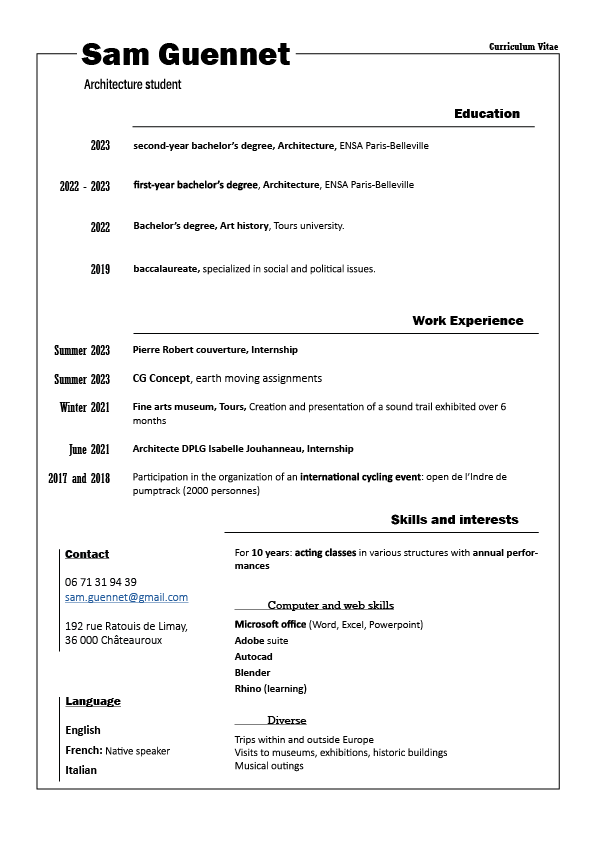 Sam Guennet
Curriculum Vitae
Architecture student
Education
2023 second-year bachelor's degree, Architecture, ENSA Paris-Belleville
2022 - 2023 first-year bachelor's degree, Architecture, ENSA Paris-Belleville
2022 Bachelor's degree, Art history, Tours university.
2019 baccalaureate, specialized in social and political issues.
Work Experience
Summer 2023 Pierre Robert couverture, Internship
Summer 2023 CG Concept, earth moving assignments
Winter 2021 Fine arts museum, Tours, Creation and presentation of a sound trail exhibited over 6
months
June 2021 Architecte DPLG Isabelle Jouhanneau, Internship
2017 and 2018 Participation in the organization of an international cycling event: open de l'Indre de
pumptrack (2000 personnes)
Skills and interests
For 10 years: acting classes in various structures with annual perfor-
mances
Computer and web skills
Microsoft office (Word, Excel, Powerpoint)
Adobe suite
Autocad
Blender
Rhino (learning)
Diverse
Trips within and outside Europe
Visits to museums, exhibitions, historic buildings
Musical outings
Contact
06 71 31 94 39
sam.guennet@gmail.com
192 rue Ratouis de Limay,
36 000 Châteauroux
Language
English
French: Native speaker
Italian